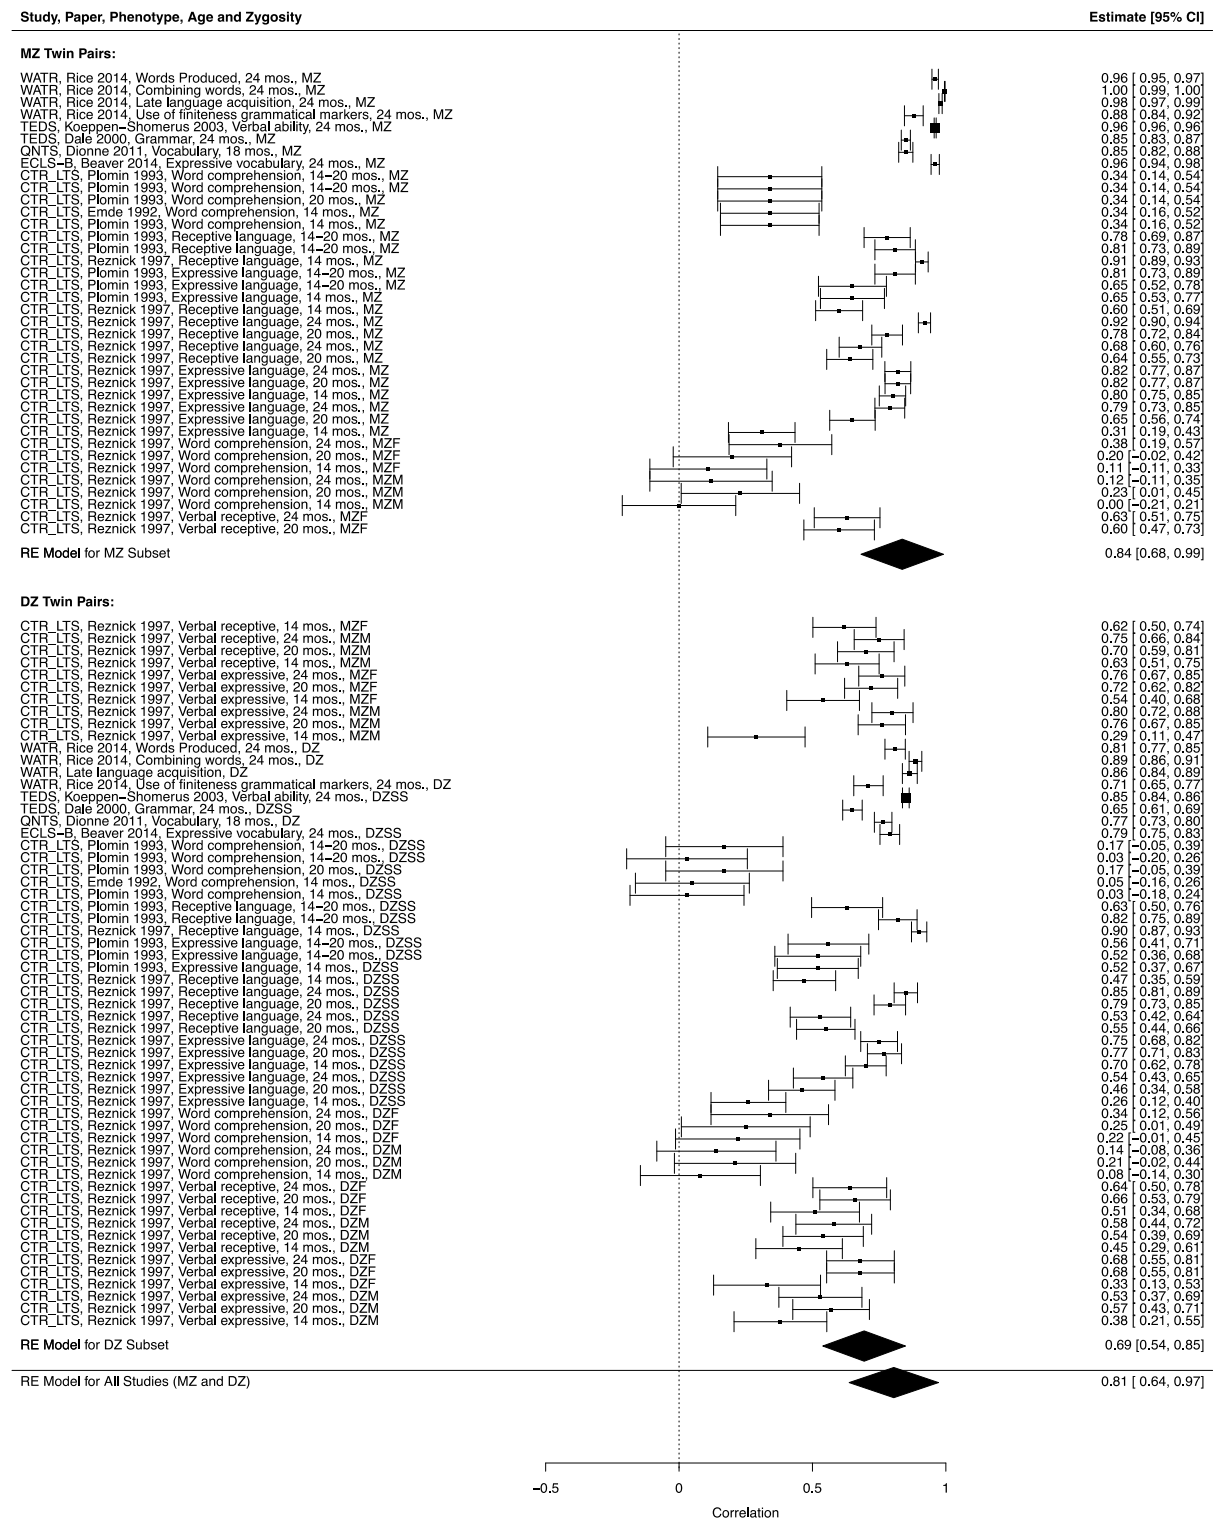 Study, Paper, Phenotype, Age and Zygosity Estimate [95% CI]
MZ Twin Pairs:
WATR, Rice 2014, Words Produced, 24 mos., MZ 0.96 [ 0.95, 0.97]
WATR, Rice 2014, Combining words, 24 mos., MZ 1.00 [ 0.99, 1.00]
WATR, Rice 2014, Late language acquisition, 24 mos., MZ 0.98 [ 0.97, 0.99]
WATR, Rice 2014, Use of finiteness grammatical markers, 24 mos., MZ 0.88 [ 0.84, 0.92]
TEDS, Koeppen−Shomerus 2003, Verbal ability, 24 mos., MZ 0.96 [ 0.96, 0.96]
TEDS, Dale 2000, Grammar, 24 mos., MZ 0.85 [ 0.83, 0.87]
QNTS, Dionne 2011, Vocabulary, 18 mos., MZ 0.85 [ 0.82, 0.88]
ECLS−B, Beaver 2014, Expressive vocabulary, 24 mos., MZ 0.96 [ 0.94, 0.98]
CTR_LTS, Plomin 1993, Word comprehension, 14−20 mos., MZ 0.34 [ 0.14, 0.54]
CTR_LTS, Plomin 1993, Word comprehension, 14−20 mos., MZ 0.34 [ 0.14, 0.54]
CTR_LTS, Plomin 1993, Word comprehension, 20 mos., MZ 0.34 [ 0.14, 0.54]
CTR_LTS, Emde 1992, Word comprehension, 14 mos., MZ 0.34 [ 0.16, 0.52]
CTR_LTS, Plomin 1993, Word comprehension, 14 mos., MZ 0.34 [ 0.16, 0.52]
CTR_LTS, Plomin 1993, Receptive language, 14−20 mos., MZ 0.78 [ 0.69, 0.87]
CTR_LTS, Plomin 1993, Receptive language, 14−20 mos., MZ 0.81 [ 0.73, 0.89]
CTR_LTS, Reznick 1997, Receptive language, 14 mos., MZ 0.91 [ 0.89, 0.93]
CTR_LTS, Plomin 1993, Expressive language, 14−20 mos., MZ 0.81 [ 0.73, 0.89]
CTR_LTS, Plomin 1993, Expressive language, 14−20 mos., MZ 0.65 [ 0.52, 0.78]
CTR_LTS, Plomin 1993, Expressive language, 14 mos., MZ 0.65 [ 0.53, 0.77]
CTR_LTS, Reznick 1997, Receptive language, 14 mos., MZ 0.60 [ 0.51, 0.69]
CTR_LTS, Reznick 1997, Receptive language, 24 mos., MZ 0.92 [ 0.90, 0.94]
CTR_LTS, Reznick 1997, Receptive language, 20 mos., MZ 0.78 [ 0.72, 0.84]
CTR_LTS, Reznick 1997, Receptive language, 24 mos., MZ 0.68 [ 0.60, 0.76]
CTR_LTS, Reznick 1997, Receptive language, 20 mos., MZ 0.64 [ 0.55, 0.73]
CTR_LTS, Reznick 1997, Expressive language, 24 mos., MZ 0.82 [ 0.77, 0.87]
CTR_LTS, Reznick 1997, Expressive language, 20 mos., MZ 0.82 [ 0.77, 0.87]
CTR_LTS, Reznick 1997, Expressive language, 14 mos., MZ 0.80 [ 0.75, 0.85]
CTR_LTS, Reznick 1997, Expressive language, 24 mos., MZ 0.79 [ 0.73, 0.85]
CTR_LTS, Reznick 1997, Expressive language, 20 mos., MZ 0.65 [ 0.56, 0.74]
CTR_LTS, Reznick 1997, Expressive language, 14 mos., MZ 0.31 [ 0.19, 0.43]
CTR_LTS, Reznick 1997, Word comprehension, 24 mos., MZF 0.38 [ 0.19, 0.57]
CTR_LTS, Reznick 1997, Word comprehension, 20 mos., MZF 0.20 [−0.02, 0.42]
CTR_LTS, Reznick 1997, Word comprehension, 14 mos., MZF 0.11 [−0.11, 0.33]
CTR_LTS, Reznick 1997, Word comprehension, 24 mos., MZM 0.12 [−0.11, 0.35]
CTR_LTS, Reznick 1997, Word comprehension, 20 mos., MZM 0.23 [ 0.01, 0.45]
CTR_LTS, Reznick 1997, Word comprehension, 14 mos., MZM 0.00 [−0.21, 0.21]
CTR_LTS, Reznick 1997, Verbal receptive, 24 mos., MZF 0.63 [ 0.51, 0.75]
CTR_LTS, Reznick 1997, Verbal receptive, 20 mos., MZF 0.60 [ 0.47, 0.73]
RE Model for MZ Subset 0.84 [0.68, 0.99]
DZ Twin Pairs:
CTR_LTS, Reznick 1997, Verbal receptive, 14 mos., MZF 0.62 [ 0.50, 0.74]
CTR_LTS, Reznick 1997, Verbal receptive, 24 mos., MZM 0.75 [ 0.66, 0.84]
CTR_LTS, Reznick 1997, Verbal receptive, 20 mos., MZM 0.70 [ 0.59, 0.81]
CTR_LTS, Reznick 1997, Verbal receptive, 14 mos., MZM 0.63 [ 0.51, 0.75]
CTR_LTS, Reznick 1997, Verbal expressive, 24 mos., MZF 0.76 [ 0.67, 0.85]
CTR_LTS, Reznick 1997, Verbal expressive, 20 mos., MZF 0.72 [ 0.62, 0.82]
CTR_LTS, Reznick 1997, Verbal expressive, 14 mos., MZF 0.54 [ 0.40, 0.68]
CTR_LTS, Reznick 1997, Verbal expressive, 24 mos., MZM 0.80 [ 0.72, 0.88]
CTR_LTS, Reznick 1997, Verbal expressive, 20 mos., MZM 0.76 [ 0.67, 0.85]
CTR_LTS, Reznick 1997, Verbal expressive, 14 mos., MZM 0.29 [ 0.11, 0.47]
WATR, Rice 2014, Words Produced, 24 mos., DZ 0.81 [ 0.77, 0.85]
WATR, Rice 2014, Combining words, 24 mos., DZ 0.89 [ 0.86, 0.91]
WATR, Late language acquisition, DZ 0.86 [ 0.84, 0.89]
WATR, Rice 2014, Use of finiteness grammatical markers, 24 mos., DZ 0.71 [ 0.65, 0.77]
TEDS, Koeppen−Shomerus 2003, Verbal ability, 24 mos., DZSS 0.85 [ 0.84, 0.86]
TEDS, Dale 2000, Grammar, 24 mos., DZSS 0.65 [ 0.61, 0.69]
QNTS, Dionne 2011, Vocabulary, 18 mos., DZ 0.77 [ 0.73, 0.80]
ECLS−B, Beaver 2014, Expressive vocabulary, 24 mos., DZSS 0.79 [ 0.75, 0.83]
CTR_LTS, Plomin 1993, Word comprehension, 14−20 mos., DZSS 0.17 [−0.05, 0.39]
CTR_LTS, Plomin 1993, Word comprehension, 14−20 mos., DZSS 0.03 [−0.20, 0.26]
CTR_LTS, Plomin 1993, Word comprehension, 20 mos., DZSS 0.17 [−0.05, 0.39]
CTR_LTS, Emde 1992, Word comprehension, 14 mos., DZSS 0.05 [−0.16, 0.26]
CTR_LTS, Plomin 1993, Word comprehension, 14 mos., DZSS 0.03 [−0.18, 0.24]
CTR_LTS, Plomin 1993, Receptive language, 14−20 mos., DZSS 0.63 [ 0.50, 0.76]
CTR_LTS, Plomin 1993, Receptive language, 14−20 mos., DZSS 0.82 [ 0.75, 0.89]
CTR_LTS, Reznick 1997, Receptive language, 14 mos., DZSS 0.90 [ 0.87, 0.93]
CTR_LTS, Plomin 1993, Expressive language, 14−20 mos., DZSS 0.56 [ 0.41, 0.71]
CTR_LTS, Plomin 1993, Expressive language, 14−20 mos., DZSS 0.52 [ 0.36, 0.68]
CTR_LTS, Plomin 1993, Expressive language, 14 mos., DZSS 0.52 [ 0.37, 0.67]
CTR_LTS, Reznick 1997, Receptive language, 14 mos., DZSS 0.47 [ 0.35, 0.59]
CTR_LTS, Reznick 1997, Receptive language, 24 mos., DZSS 0.85 [ 0.81, 0.89]
CTR_LTS, Reznick 1997, Receptive language, 20 mos., DZSS 0.79 [ 0.73, 0.85]
CTR_LTS, Reznick 1997, Receptive language, 24 mos., DZSS 0.53 [ 0.42, 0.64]
CTR_LTS, Reznick 1997, Receptive language, 20 mos., DZSS 0.55 [ 0.44, 0.66]
CTR_LTS, Reznick 1997, Expressive language, 24 mos., DZSS 0.75 [ 0.68, 0.82]
CTR_LTS, Reznick 1997, Expressive language, 20 mos., DZSS 0.77 [ 0.71, 0.83]
CTR_LTS, Reznick 1997, Expressive language, 14 mos., DZSS 0.70 [ 0.62, 0.78]
CTR_LTS, Reznick 1997, Expressive language, 24 mos., DZSS 0.54 [ 0.43, 0.65]
CTR_LTS, Reznick 1997, Expressive language, 20 mos., DZSS 0.46 [ 0.34, 0.58]
CTR_LTS, Reznick 1997, Expressive language, 14 mos., DZSS 0.26 [ 0.12, 0.40]
CTR_LTS, Reznick 1997, Word comprehension, 24 mos., DZF 0.34 [ 0.12, 0.56]
CTR_LTS, Reznick 1997, Word comprehension, 20 mos., DZF 0.25 [ 0.01, 0.49]
CTR_LTS, Reznick 1997, Word comprehension, 14 mos., DZF 0.22 [−0.01, 0.45]
CTR_LTS, Reznick 1997, Word comprehension, 24 mos., DZM 0.14 [−0.08, 0.36]
CTR_LTS, Reznick 1997, Word comprehension, 20 mos., DZM 0.21 [−0.02, 0.44]
CTR_LTS, Reznick 1997, Word comprehension, 14 mos., DZM 0.08 [−0.14, 0.30]
CTR_LTS, Reznick 1997, Verbal receptive, 24 mos., DZF 0.64 [ 0.50, 0.78]
CTR_LTS, Reznick 1997, Verbal receptive, 20 mos., DZF 0.66 [ 0.53, 0.79]
CTR_LTS, Reznick 1997, Verbal receptive, 14 mos., DZF 0.51 [ 0.34, 0.68]
CTR_LTS, Reznick 1997, Verbal receptive, 24 mos., DZM 0.58 [ 0.44, 0.72]
CTR_LTS, Reznick 1997, Verbal receptive, 20 mos., DZM 0.54 [ 0.39, 0.69]
CTR_LTS, Reznick 1997, Verbal receptive, 14 mos., DZM 0.45 [ 0.29, 0.61]
CTR_LTS, Reznick 1997, Verbal expressive, 24 mos., DZF 0.68 [ 0.55, 0.81]
CTR_LTS, Reznick 1997, Verbal expressive, 20 mos., DZF 0.68 [ 0.55, 0.81]
CTR_LTS, Reznick 1997, Verbal expressive, 14 mos., DZF 0.33 [ 0.13, 0.53]
CTR_LTS, Reznick 1997, Verbal expressive, 24 mos., DZM 0.53 [ 0.37, 0.69]
CTR_LTS, Reznick 1997, Verbal expressive, 20 mos., DZM 0.57 [ 0.43, 0.71]
CTR_LTS, Reznick 1997, Verbal expressive, 14 mos., DZM 0.38 [ 0.21, 0.55]
RE Model for DZ Subset 0.69 [0.54, 0.85]
RE Model for All Studies (MZ and DZ) 0.81 [ 0.64, 0.97]
−0.5 0 0.5 1
Correlation